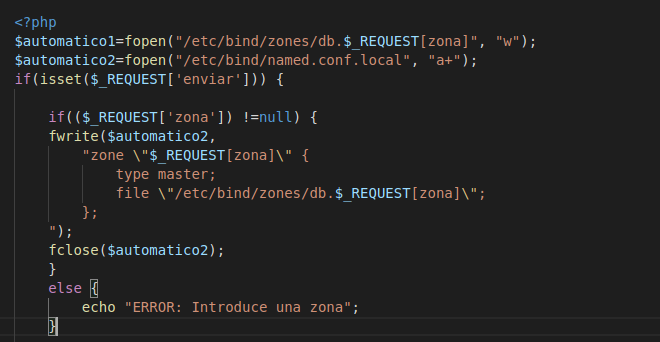 <?php
$automatico1=fopen("/etc/bind/zones/db.$_REQUEST[zona]", "w");
$automatico2=fopen("/etc/bind/named.conf.local", "a+");
if(isset($_REQUEST['enviar'])) {
if(($_REQUEST['zona']) !=null) {
fwrite($automatico2,
"zone \"$_REQUEST[zona]\" {
type master;
file \"/etc/bind/zones/db.$_REQUEST[zona]\";
};
");
fclose($automatico2);
}
else {
echo "ERROR: Introduce una zona";
}